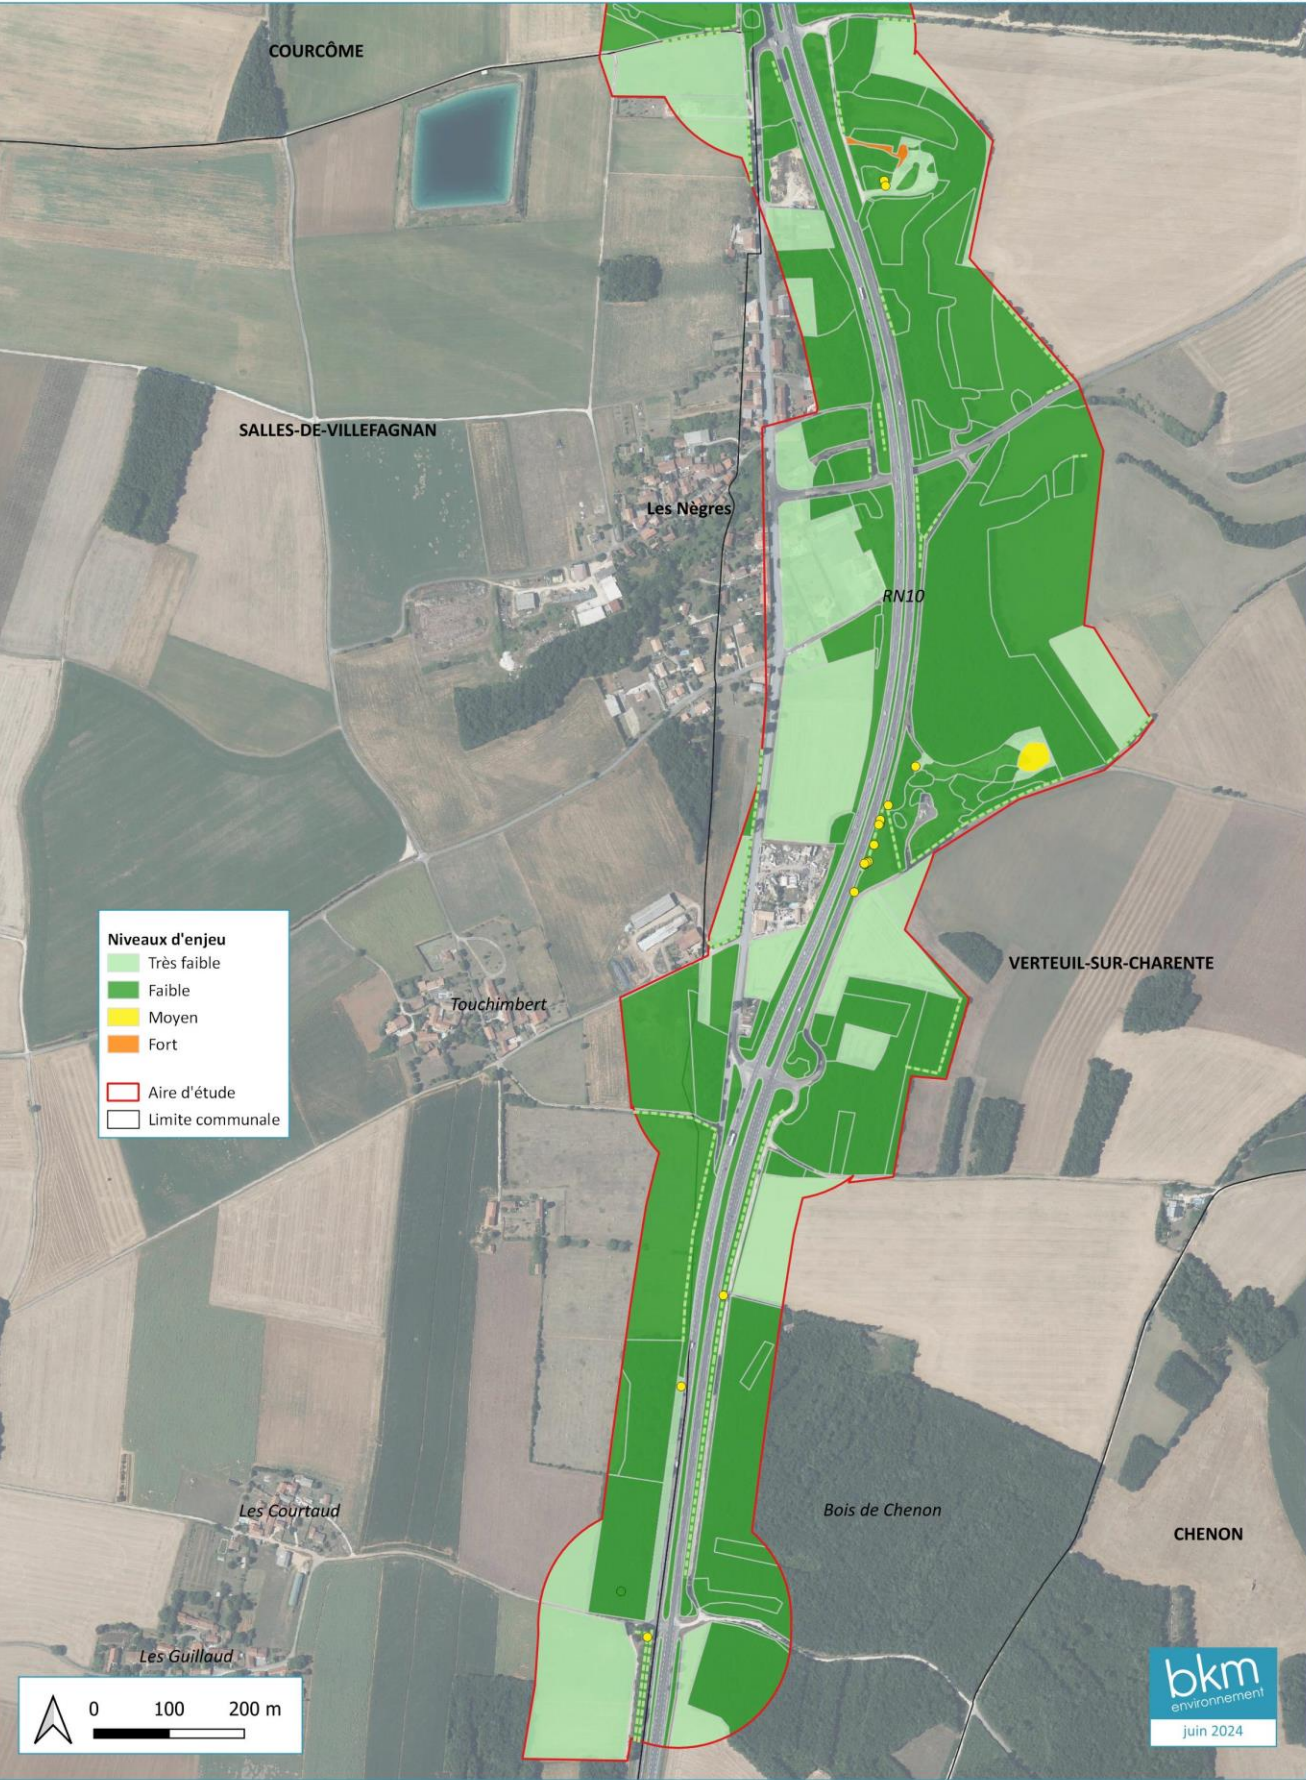 COURCÔME
SALLES-DE-VILLEFAGNAN
Les Nègres
RN10
Niveaux d'enjeu
Très faible
Faible
Moyen
Fort
Aire d'étude
Limite communale
VERTEUIL-SUR-CHARENTE
Touchimbert
Les Courtaud
Bois de Chenon
CHENON
Les Guillaud
0 100 200 m
bkm
environnement
juin 2024